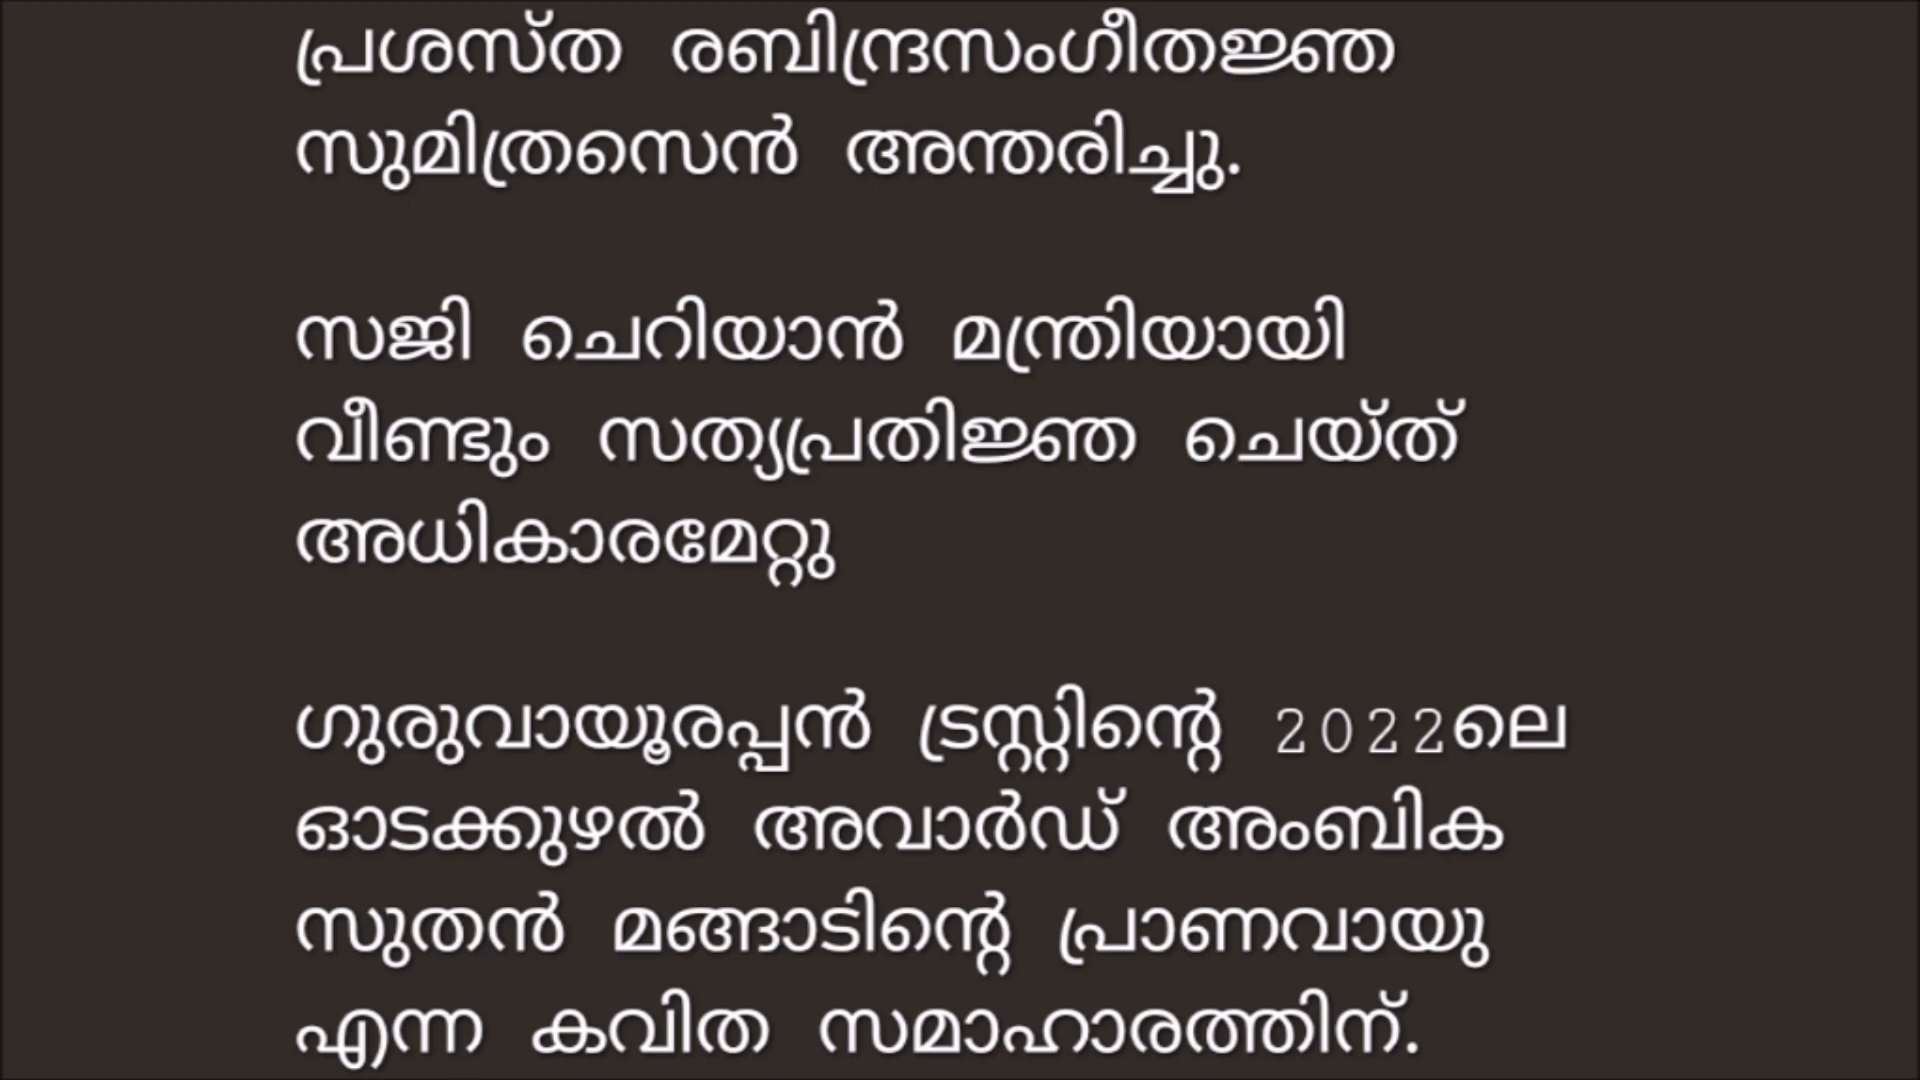 പ്രശസ്ത രബിന്ദ്രസംഗീതജ്ഞ
സുമിത്രസെൻ അന്തരിച്ചു.
സജി ചെറിയാൻ മന്ത്രിയായി
വീണ്ടും സത്യപ്രതിജ്ഞ ചെയ്ത്
അധികാരമേറ്റു
ഗുരുവായൂരപ്പൻ ട്രസ്റ്റിന്റെ 2022ലെ
ഓടക്കുഴൽ അവാർഡ് അംബിക
സുതൻ മങ്ങാടിന്റെ പ്രാണവായു
എന്ന കവിത സമാഹാരത്തിന്.